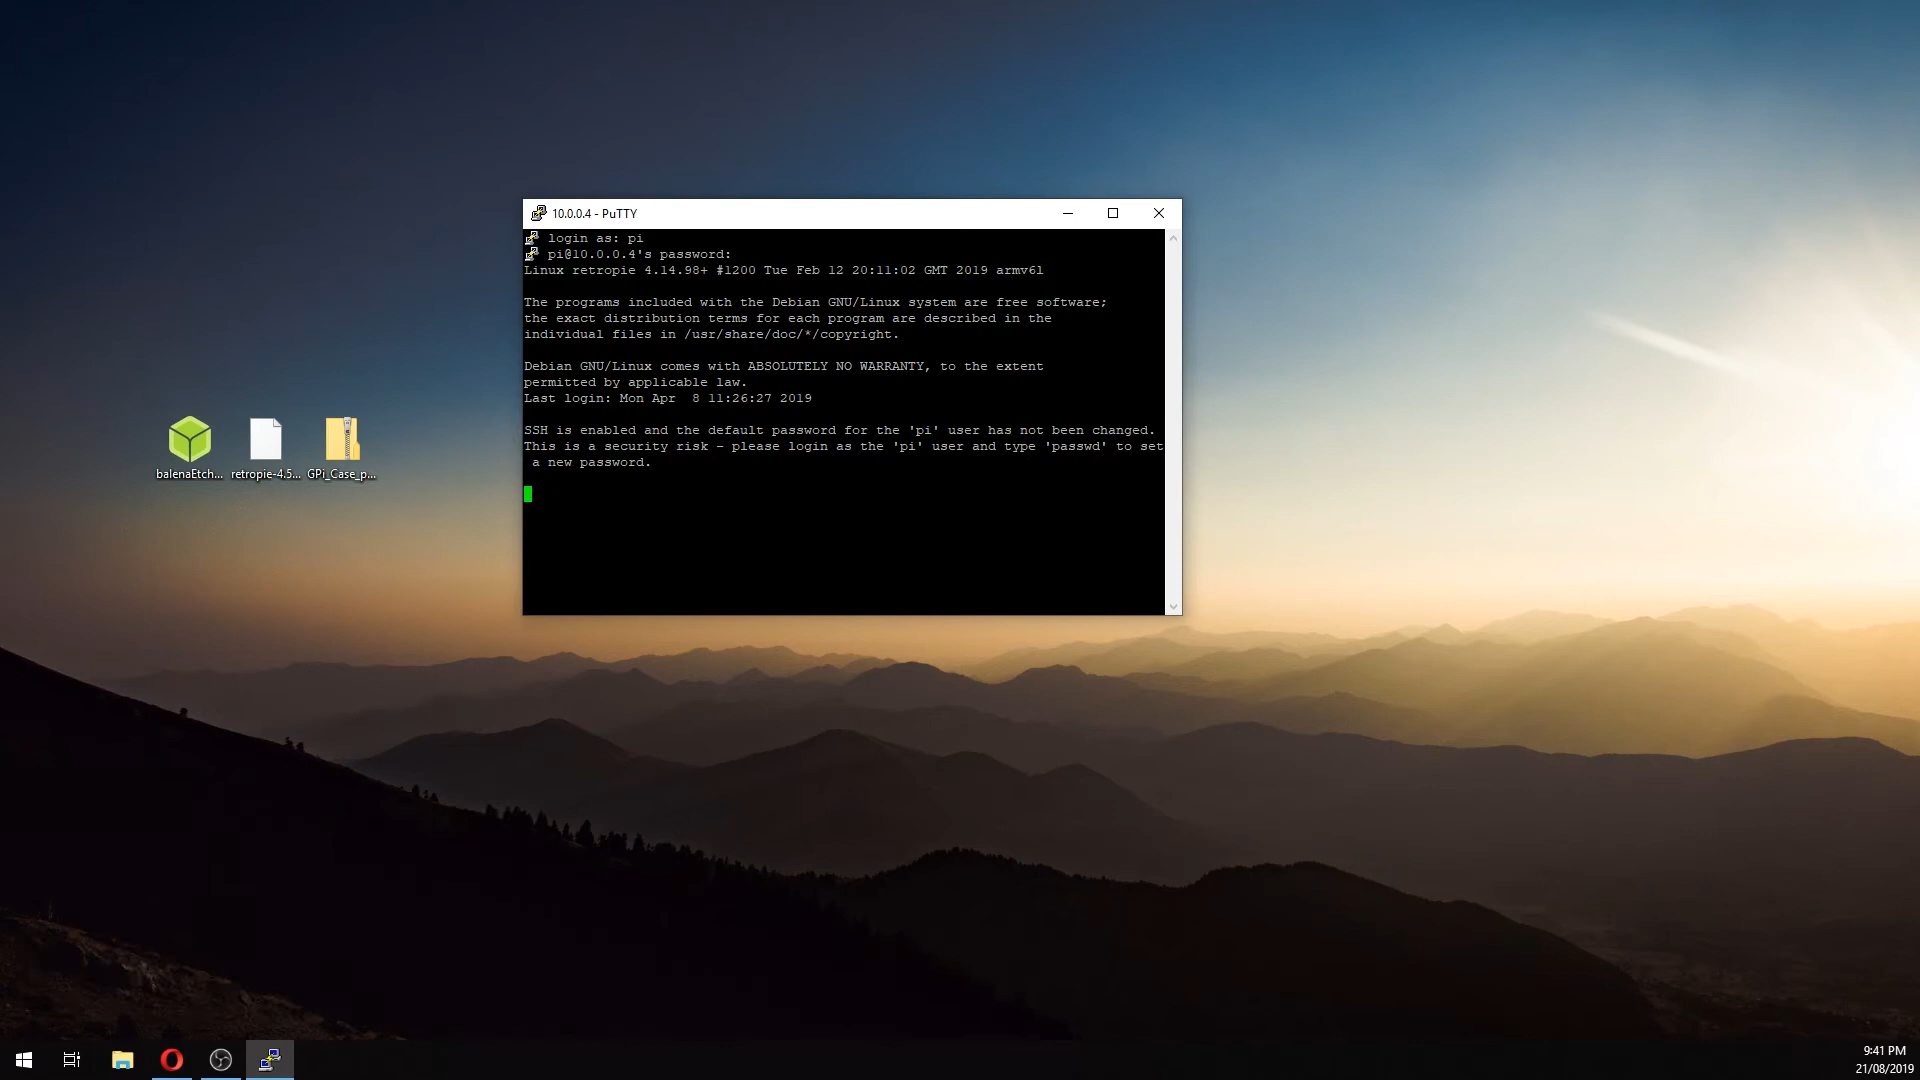 10.0.0.4 - PuTTY
login as: pi
pi@10.0.0.4's password:
Linux retropie 4.14.98+ #1200 Tue Feb 12 20:11:02 GMT 2019 armv6l
The programs included with the Debian GNU/Linux system are free software;
the exact distribution terms for each program are described in the
individual files in /usr/share/doc/*/copyright.
Debian GNU/Linux comes with ABSOLUTELY NO WARRANTY, to the extent
permitted by applicable law.
Last login: Mon Apr  8 11:26:27 2019
SSH is enabled and the default password for the 'pi' user has not been changed.
This is a security risk - please login as the 'pi' user and type 'passwd' to set
a new password.
balenaEtch... retropie-4.5... GPi_Case_p...
9:41 PM
21/08/2019